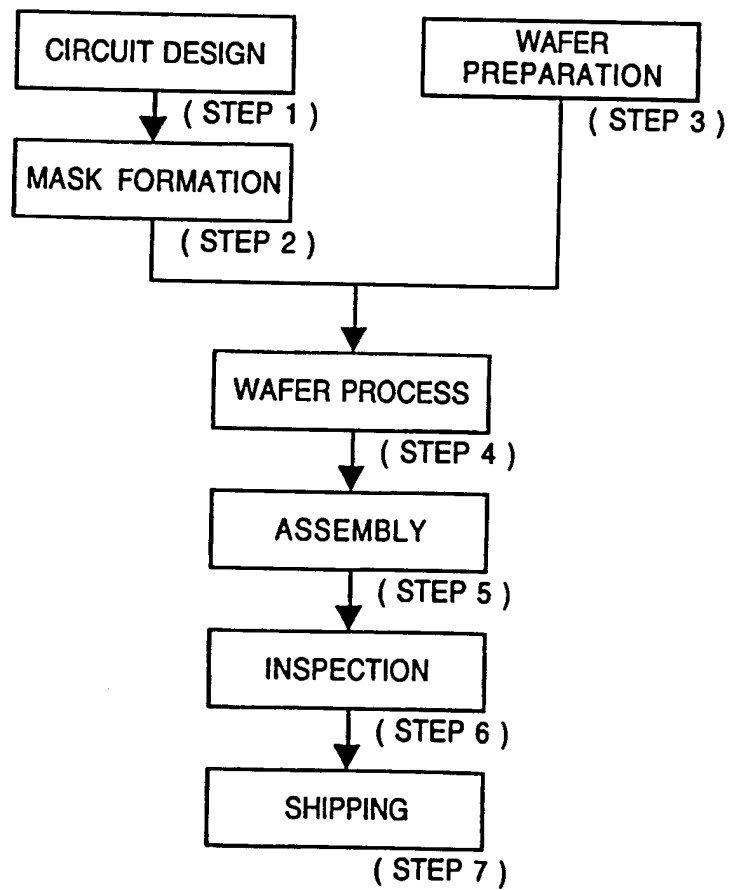 CIRCUIT DESIGN
( STEP 1 )
MASK FORMATION
( STEP 2 )
WAFER
PREPARATION
( STEP 3 )
WAFER PROCESS
( STEP 4 )
ASSEMBLY
( STEP 5 )
INSPECTION
( STEP 6 )
SHIPPING
( STEP 7 )